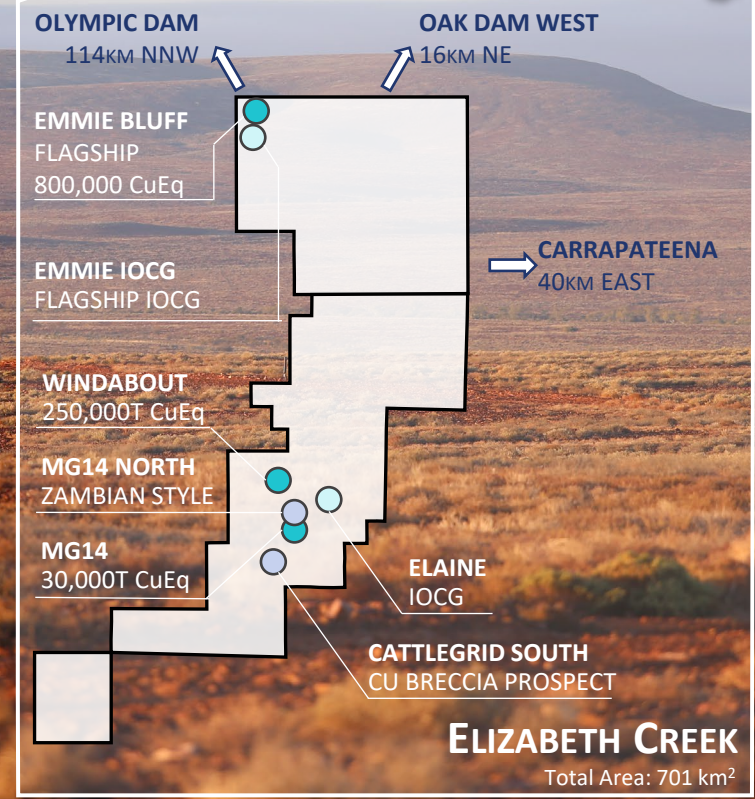 OLYMPIC DAM
114KM NNW
OAK DAM WEST
16KM NE
EMMIE BLUFF
FLAGSHIP
800,000 CuEq
EMMIE IOCG
FLAGSHIP IOCG
CARRAPATEENA
40KM EAST
WINDABOUT
250,000T CuEq
MG14 NORTH
ZAMBIAN STYLE
MG14
30,000T CuEq
ELAINE
IOCG
CATTLEGRID SOUTH
CU BRECCIA PROSPECT
ELIZABETH CREEK
Total Area: 701 km²